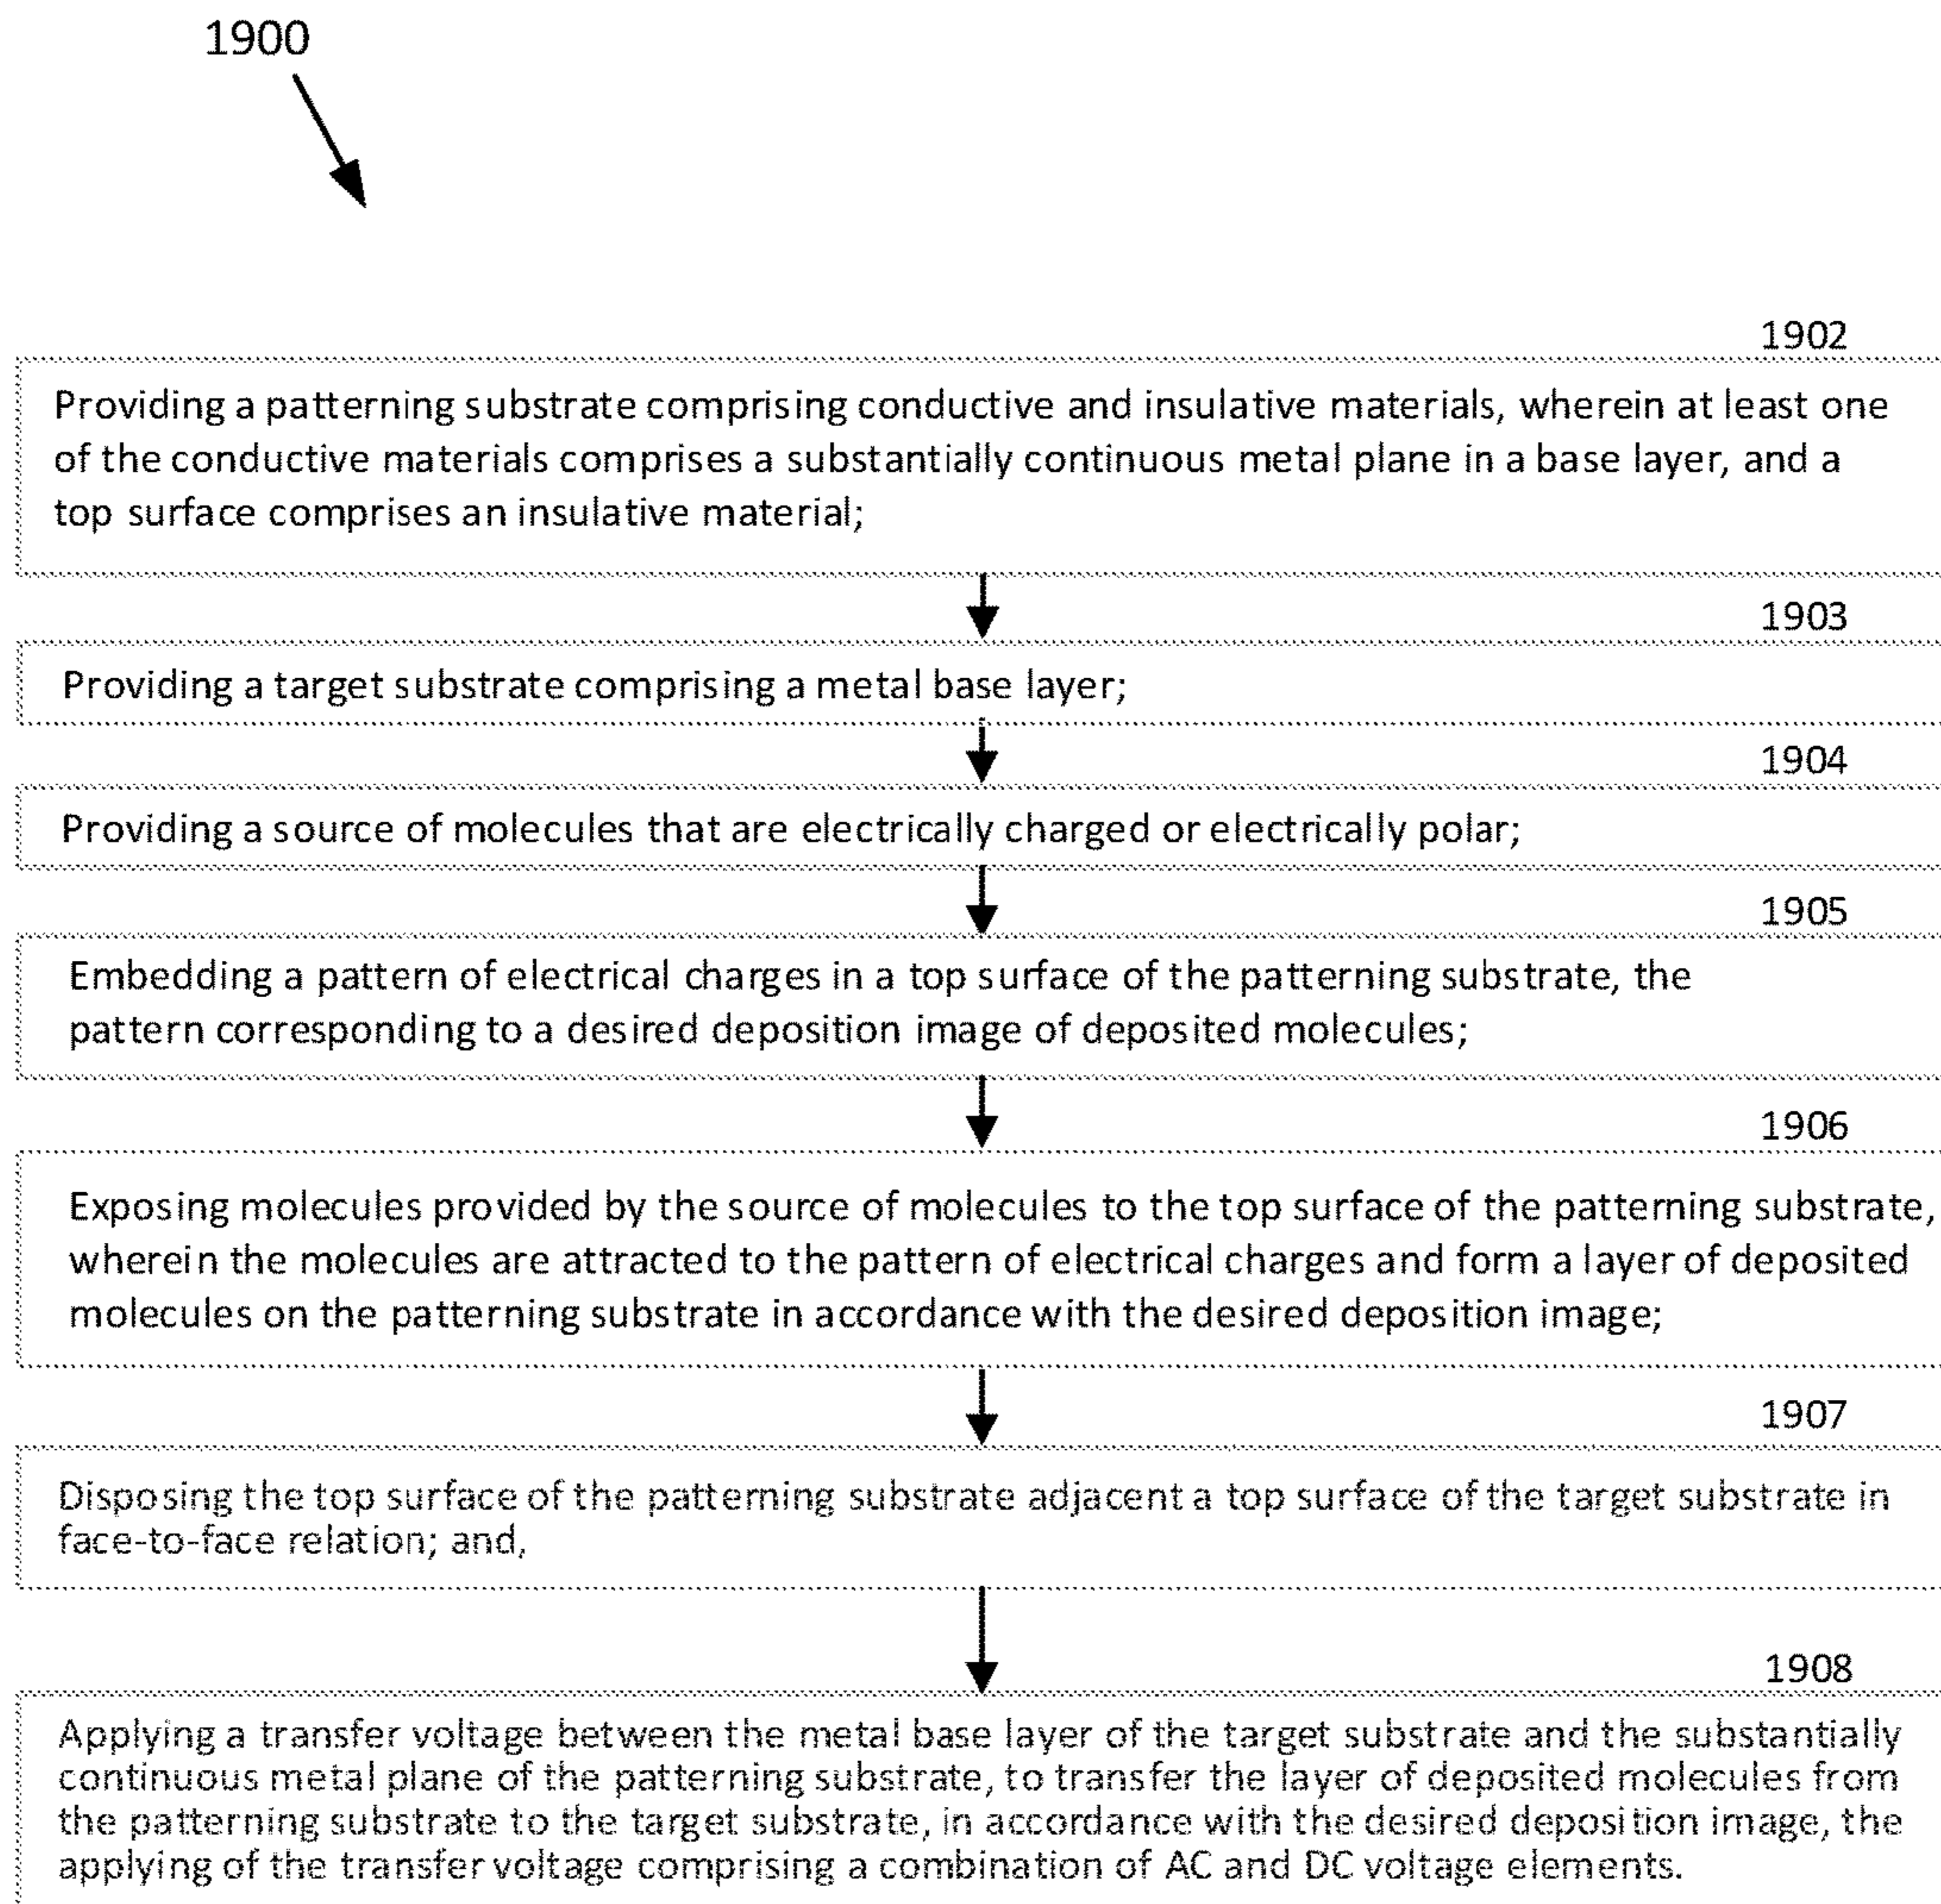 1900
1902
Providing a patterning substrate comprising conductive and insulative materials, wherein at least one
of the conductive materials comprises a substantially continuous metal plane in a base layer, and a
top surface comprises an insulative material;
1903
Providing a target substrate comprising a metal base layer;
1904
Providing a source of molecules that are electrically charged or electrically polar;
1905
Embedding a pattern of electrical charges in a top surface of the patterning substrate, the
pattern corresponding to a desired deposition image of deposited molecules;
1906
Exposing molecules provided by the source of molecules to the top surface of the patterning substrate,
wherein the molecules are attracted to the pattern of electrical charges and form a layer of deposited
molecules on the patterning substrate in accordance with the desired deposition image;
1907
Disposing the top surface of the patterning substrate adjacent a top surface of the target substrate in
face-to-face relation; and,
1908
Applying a transfer voltage between the metal base layer of the target substrate and the substantially
continuous metal plane of the patterning substrate, to transfer the layer of deposited molecules from
the patterning substrate to the target substrate, in accordance with the desired deposition image, the
applying of the transfer voltage comprising a combination of AC and DC voltage elements.